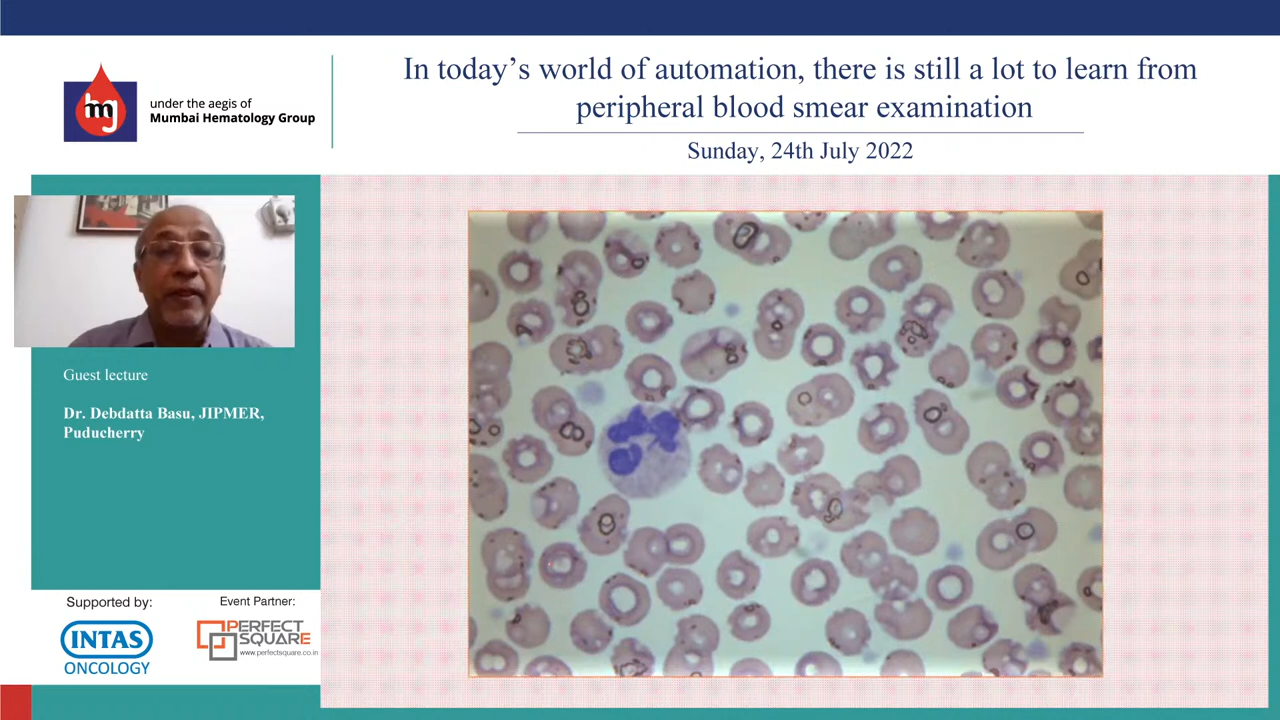 In today’s world of automation, there is still a lot to learn from
peripheral blood smear examination
Sunday, 24th July 2022
mg
under the aegis of
Mumbai Hematology Group
Guest lecture
Dr. Debdatta Basu, JIPMER,
Puducherry
Supported by:
INTAS
ONCOLOGY
Event Partner:
PERFECT
SQUARE
www.perfectsquare.co.in